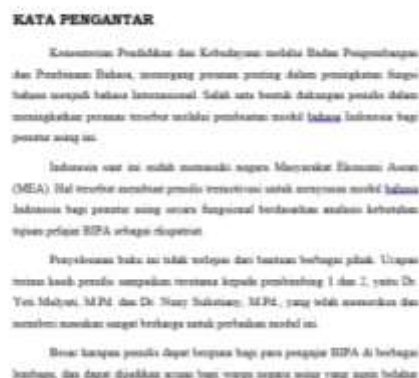 KATA PENGANTAR
Kementerian Pendidikan dan Kebudayaan melalui Badan Pengembangan
dan Pembinaan Bahasa, memegang peranan penting dalam peningkatan fungsi
bahasa menjadi bahasa Internasional. Salah satu bentuk dukungan penulis dalam
meningkatkan peranan tersebut melalui pembuatan modul bahasa Indonesia bagi
penutur asing ini.
Indonesia saat ini sudah memasuki negara Masyarakat Ekonomi Asean
(MEA). Hal tersebut membuat penulis termotivasi untuk menyusun modul bahasa
Indonesia bagi penutur asing secara fungsional berdasarkan analisis kebutuhan
tujuan pelajar BIPA sebagai ekspatriat.
Penyelesaian buku ini tidak terlepas dari bantuan berbagai pihak. Ucapan
terima kasih penulis sampaikan terutama kepada pembimbing 1 dan 2, yaitu Dr.
Yeti Mulyati, M.Pd. dan Dr. Nuny Sulistiany, M.Pd., yang telah memeriksa dan
memberi masukan sangat berharga untuk perbaikan modul ini.
Besar harapan penulis dapat berguna bagi para pengajar BIPA di berbagai
lembaga, dan dapat dijadikan acuan bagi warga negara asing yang ingin belajar